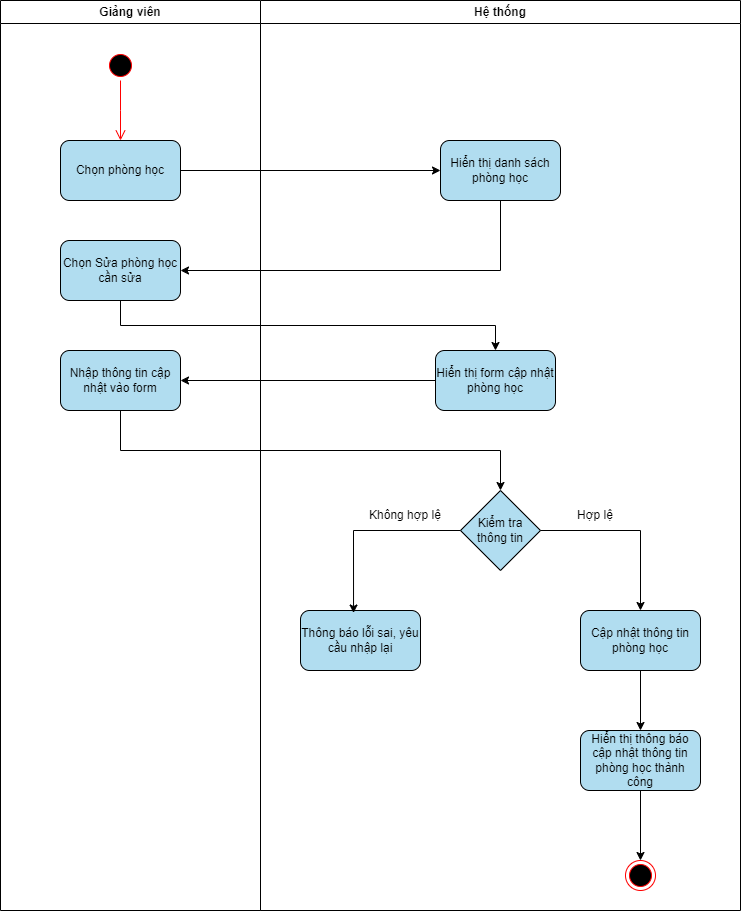 Giảng viên
Hệ thống
Chọn phòng học
Hiển thị danh sách
phòng học
Chọn Sửa phòng học
cần sửa
Nhập thông tin cập
nhật vào form
Hiển thị form cập nhật
phòng học
Không hợp lệ
Kiểm tra
thông tin
Hợp lệ
Thông báo lỗi sai, yêu
cầu nhập lại
Cập nhật thông tin
phòng học
Hiển thị thông báo
cập nhật thông tin
phòng học thành
công